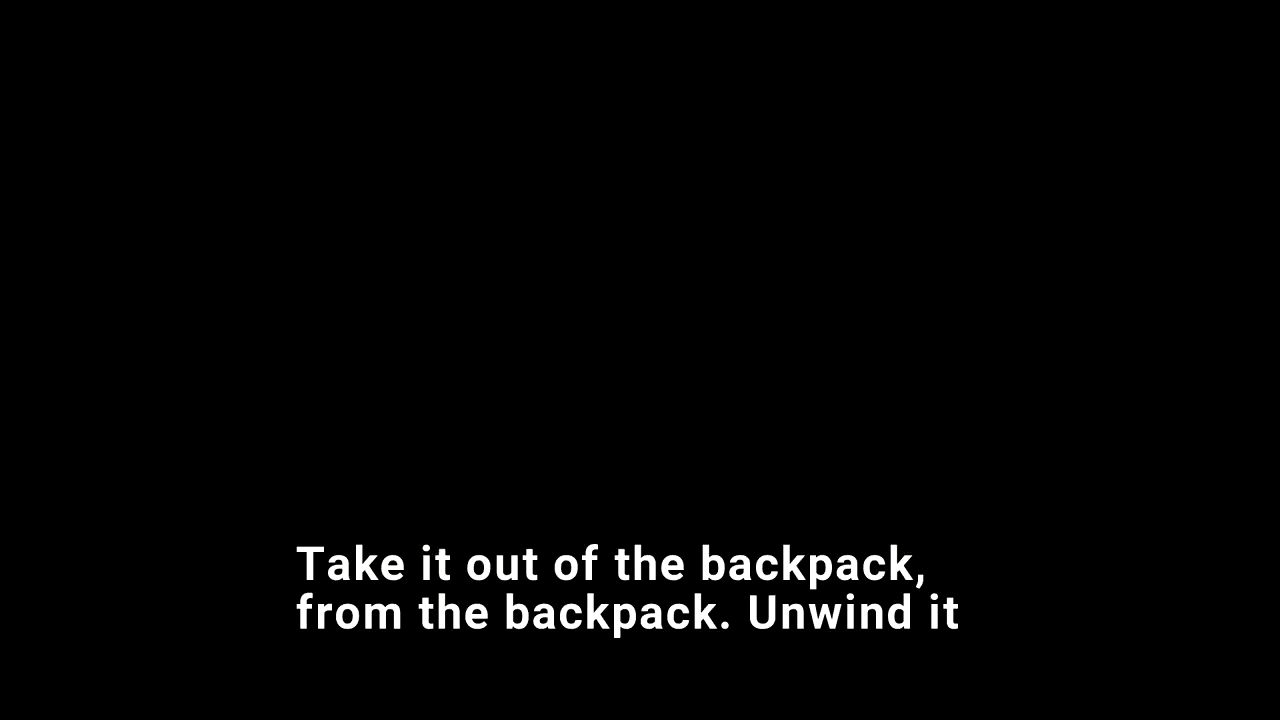 Take it out of the backpack,
from the backpack. Unwind it